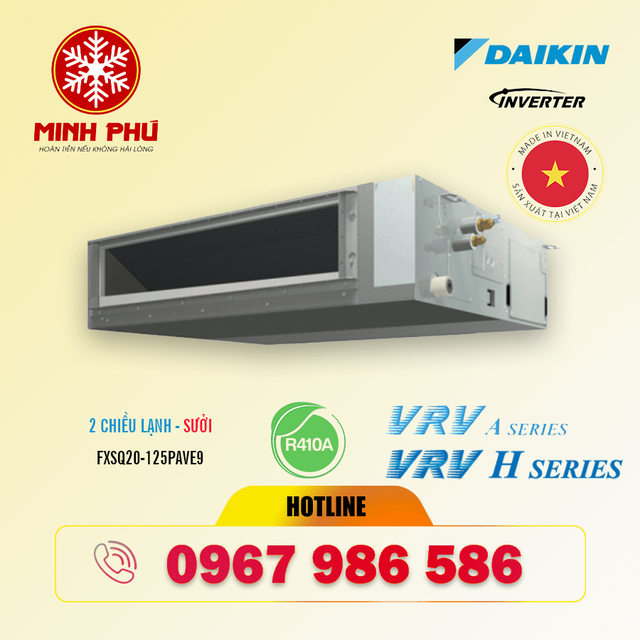 MINH PHÚ
HOÀN TIỀN NẾU KHÔNG HÀI LÒNG
DAIKIN
INVERTER
MADE IN VIETNAM
SẢN XUẤT TẠI VIỆT NAM
2 CHIỀU LẠNH - SƯỞI
FXSQ20-125PAVE9
R410A
VRV A SERIES
VRV H SERIES
HOTLINE
0967 986 586